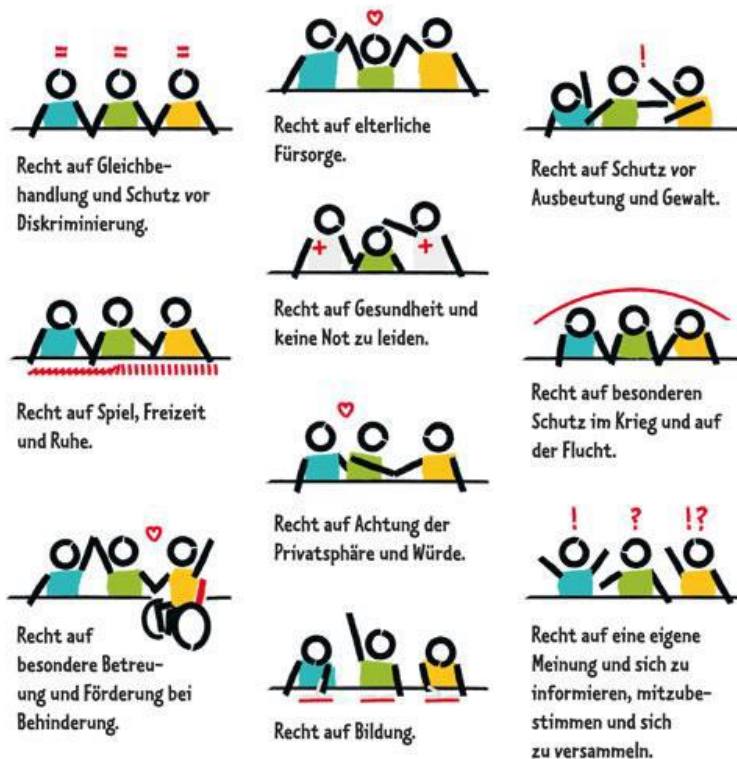 = = =
Recht auf Gleichbe-
handlung und Schutz vor
Diskriminierung.
Recht auf Spiel, Freizeit
und Ruhe.
Recht auf
besondere Betreu-
ung und Förderung bei
Behinderung.
Recht auf elterliche
Fürsorge.
+ +
Recht auf Gesundheit und
keine Not zu leiden.
Recht auf Achtung der
Privatsphäre und Würde.
Recht auf Bildung.
!
Recht auf Schutz vor
Ausbeutung und Gewalt.
Recht auf besonderen
Schutz im Krieg und auf
der Flucht.
! ? !?
Recht auf eine eigene
Meinung und sich zu
informieren, mitzube-
stimmen und sich
zu versammeln.